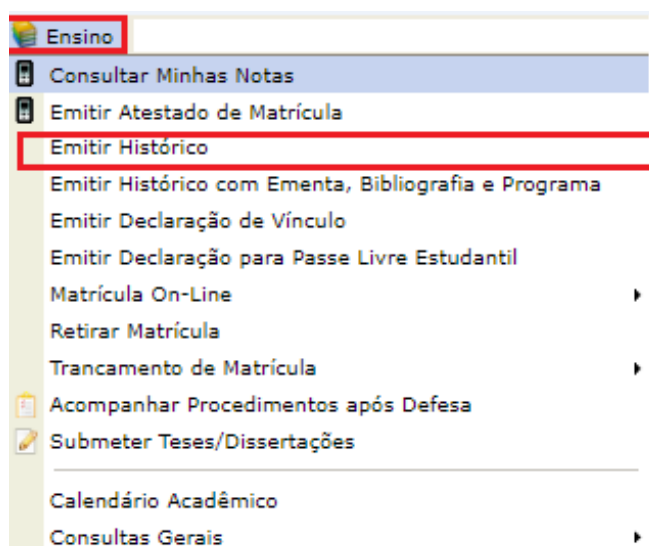 Ensino
Consultar Minhas Notas
Emitir Atestado de Matrícula
Emitir Histórico
Emitir Histórico com Ementa, Bibliografia e Programa
Emitir Declaração de Vínculo
Emitir Declaração para Passe Livre Estudantil
Matrícula On-Line
Retirar Matrícula
Trancamento de Matrícula
Acompanhar Procedimentos após Defesa
Submeter Teses/Dissertações
Calendário Acadêmico
Consultas Gerais